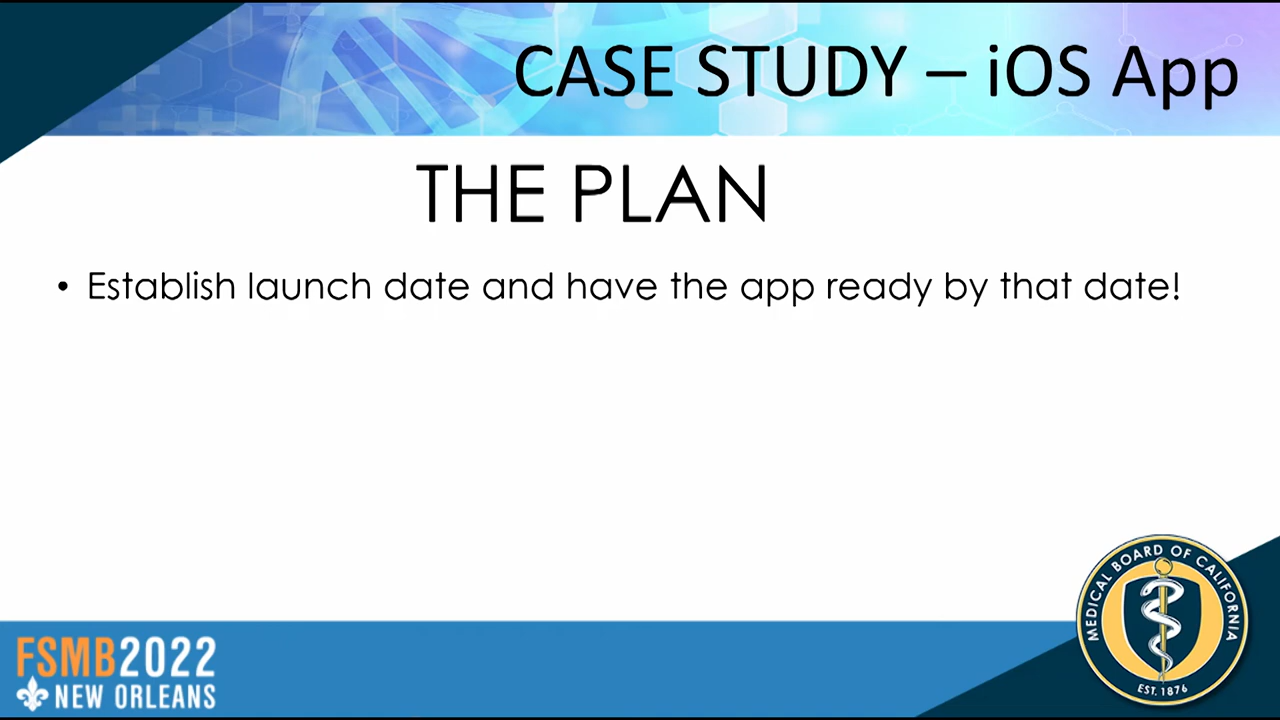 CASE STUDY – iOS App
THE PLAN
• Establish launch date and have the app ready by that date!
MEDICAL BOARD OF CALIFORNIA
EST. 1876
FSMB2022
NEW ORLEANS